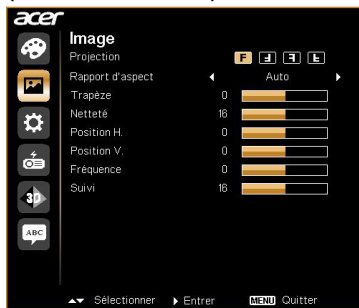 acer
Image
Projection F F F F
Rapport d'aspect Auto
Trapèze 0
Netteté 16
Position H. 0
Position V. 0
Fréquence 0
Suivi 16
3D
ABC
Sélectionner Entrer MENU Quitter